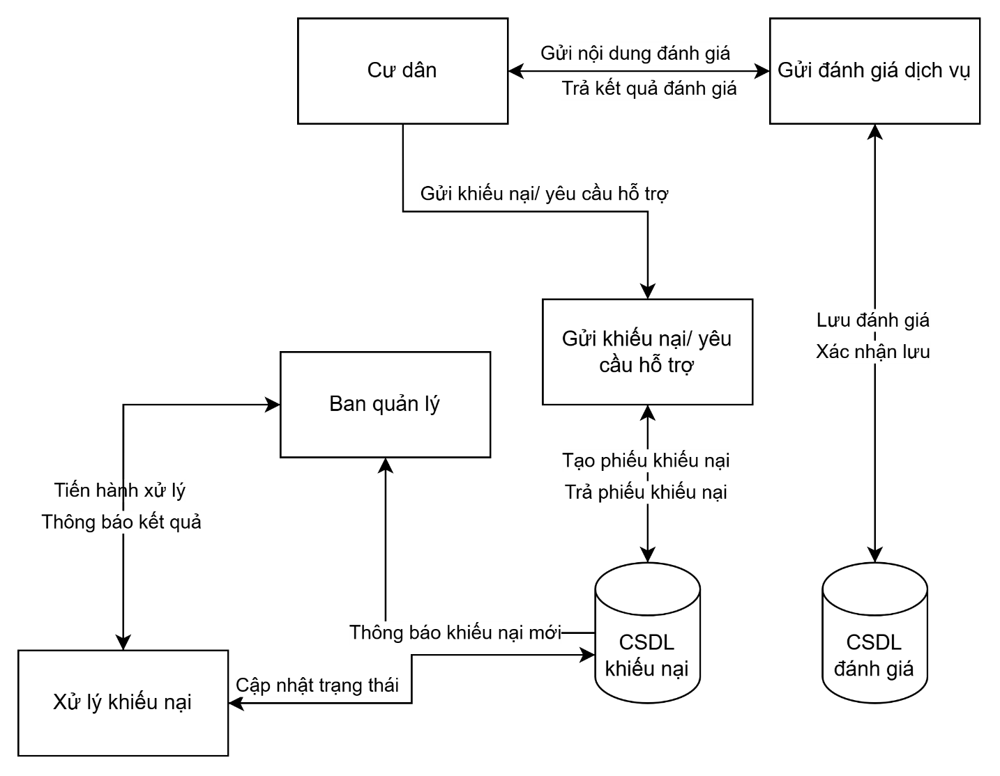 Cư dân
Gửi nội dung đánh giá
Trả kết quả đánh giá
Gửi đánh giá dịch vụ
Gửi khiếu nại/ yêu cầu hỗ trợ
Gửi khiếu nại/ yêu
cầu hỗ trợ
Lưu đánh giá
Xác nhận lưu
Ban quản lý
Tạo phiếu khiếu nại
Trả phiếu khiếu nại
Tiến hành xử lý
Thông báo kết quả
Thông báo khiếu nại mới
CSDL
khiếu nại
CSDL
đánh giá
Cập nhật trạng thái
Xử lý khiếu nại